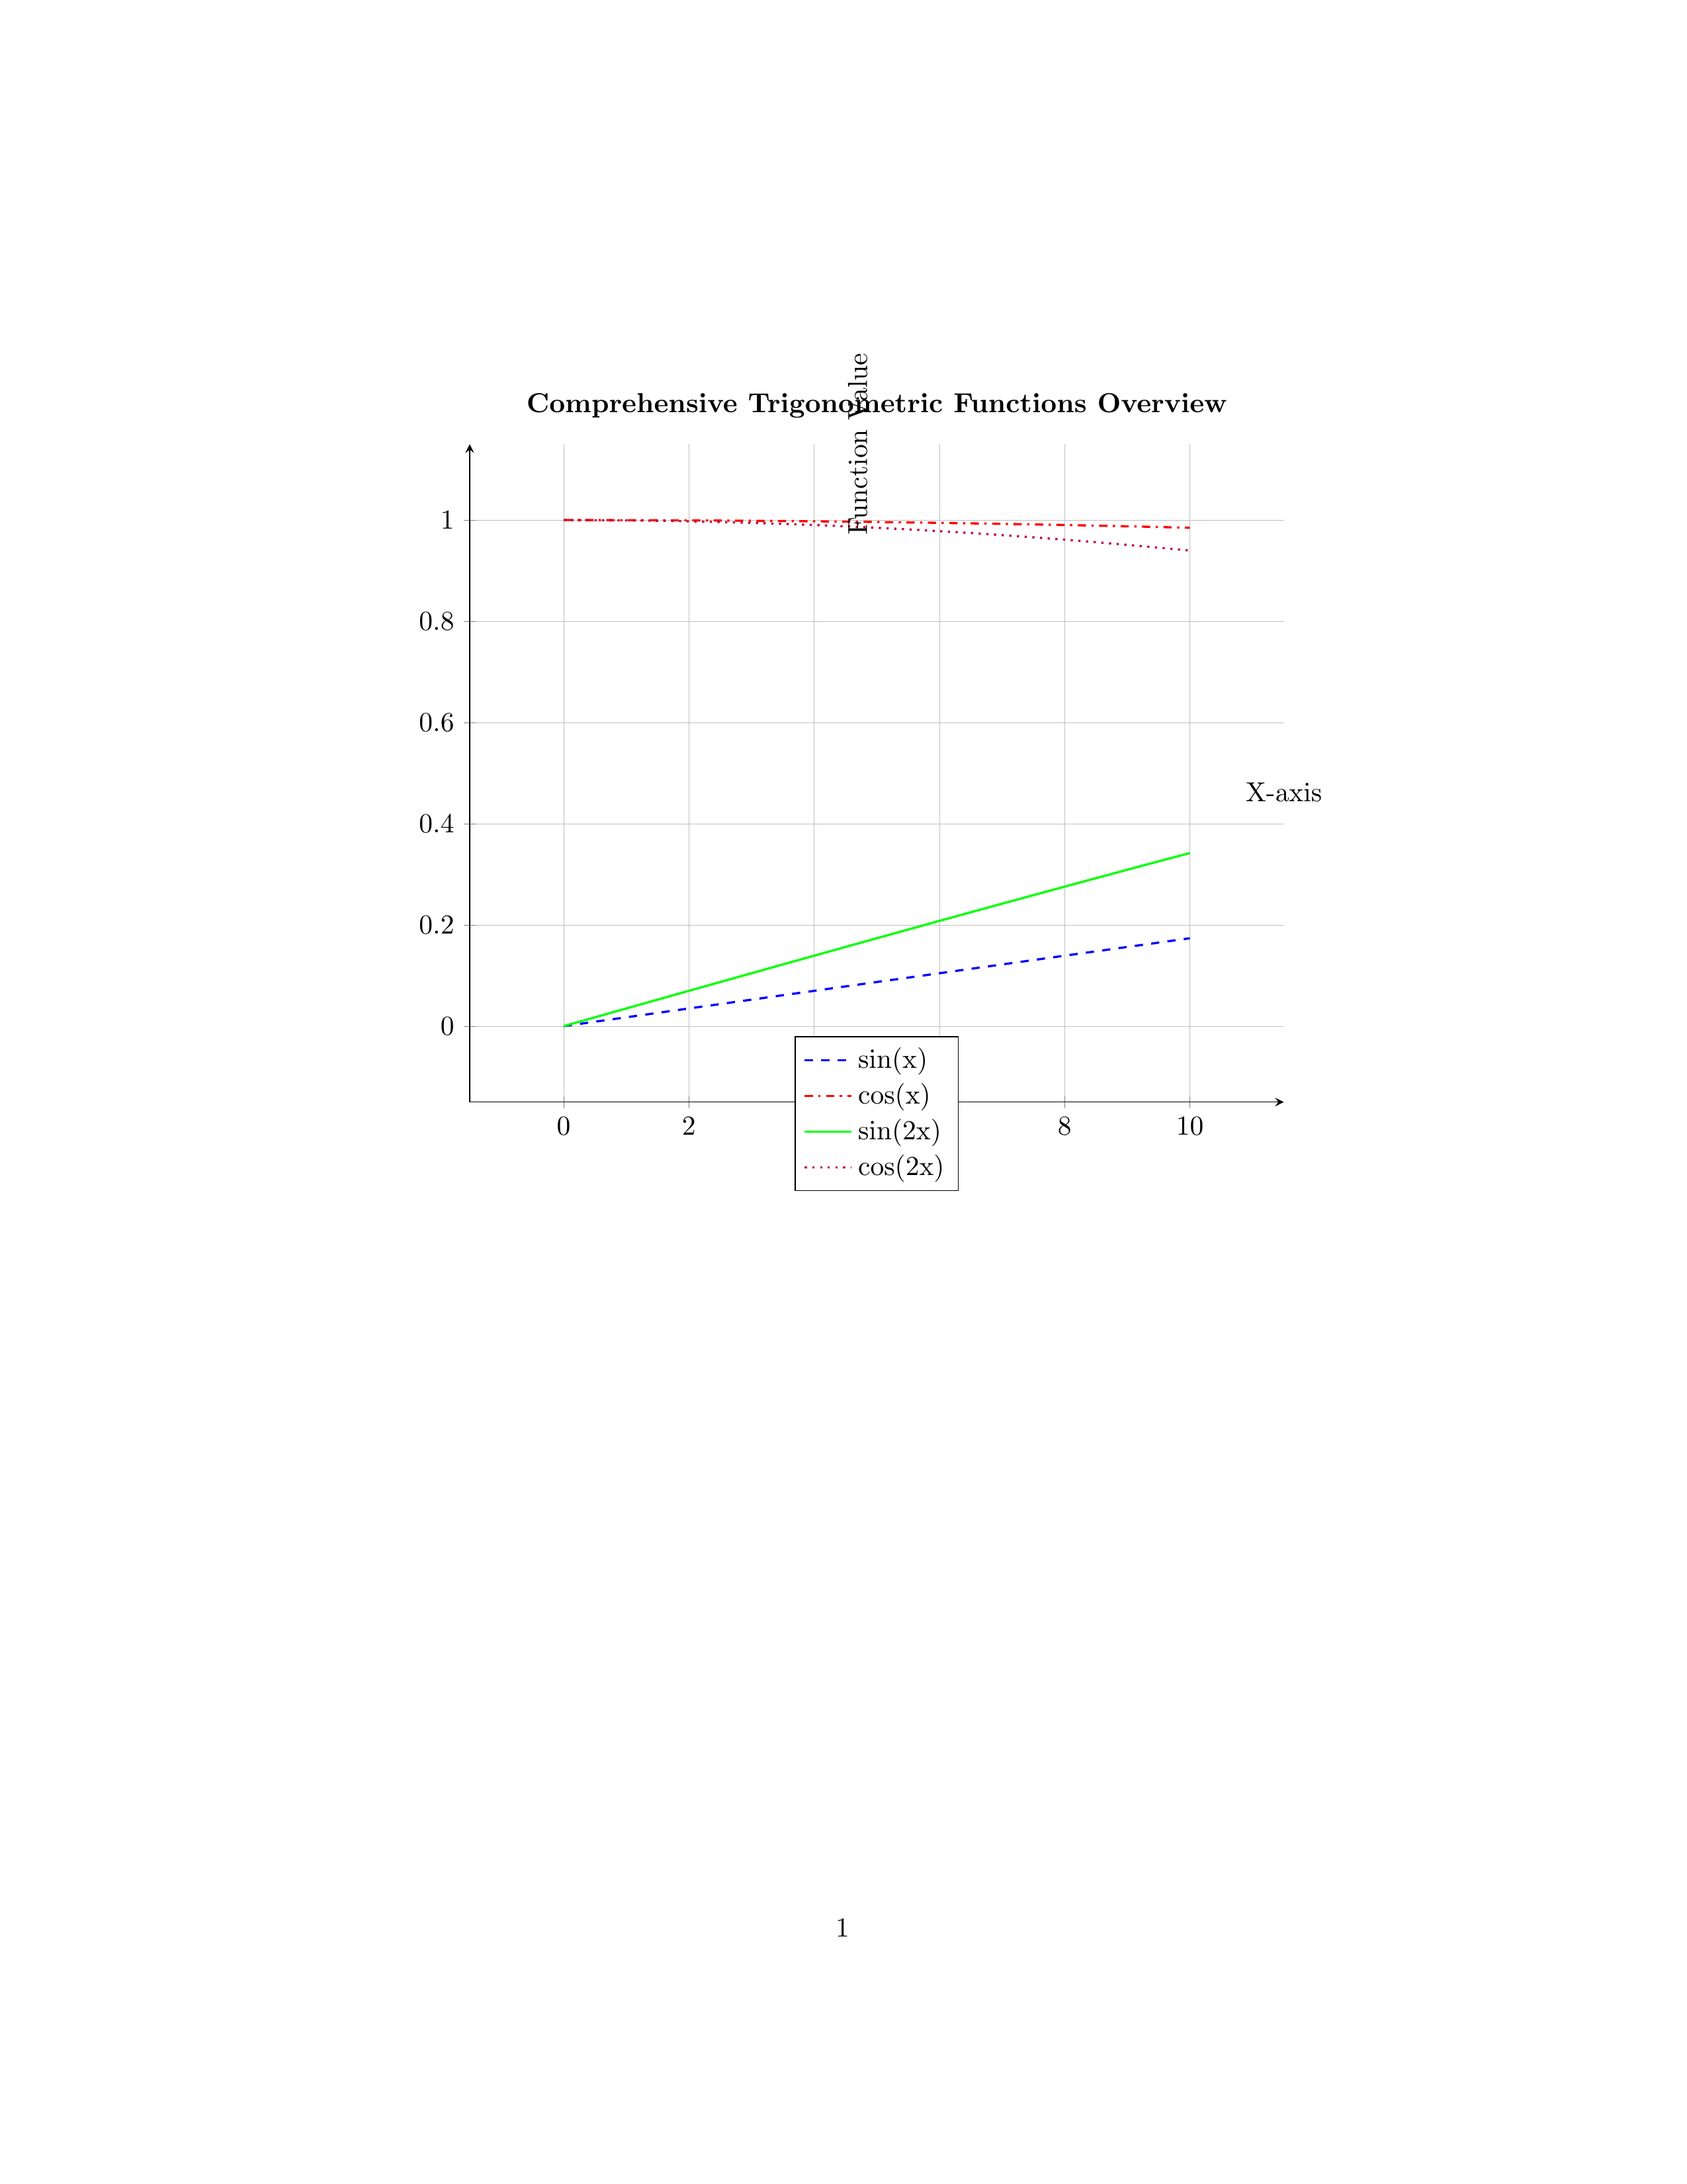 Function Value
Comprehensive Trigonometric Functions Overview
1
0.8
0.6
X-axis
0.4
0.2
0
sin(x)
cos(x)
sin(2x)
cos(2x)
0 2 8 10
1